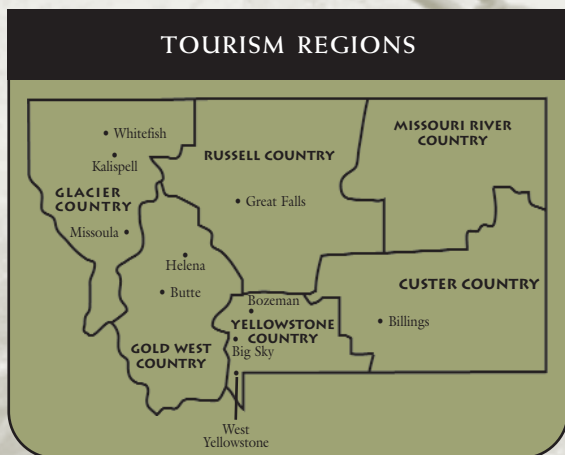 TOURISM REGIONS
MISSOURI RIVER
COUNTRY
Whitefish
RUSSELL COUNTRY
Kalispell
GLACIER
COUNTRY
Great Falls
Missoula
Helena
CUSTER COUNTRY
Butte
Bozeman
YELLOWSTONE
COUNTRY
Billings
GOLD WEST
COUNTRY
Big Sky
West
Yellowstone